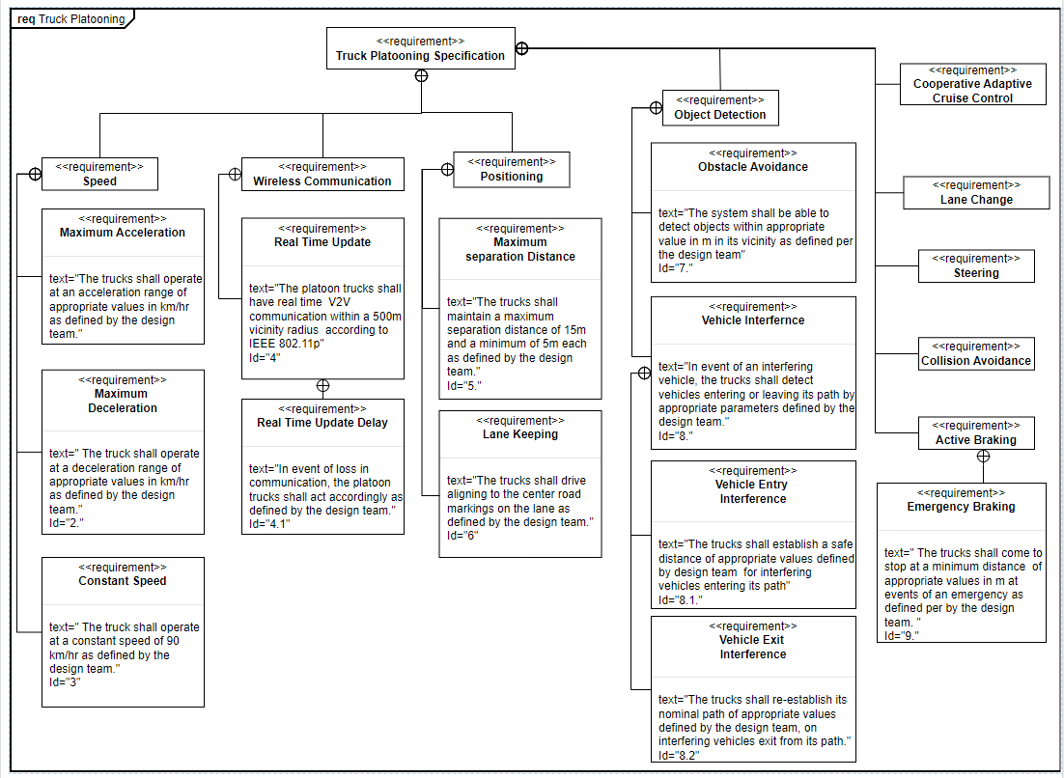 req Truck Platooning
<<requirement>>
Truck Platooning Specification
<<requirement>>
Speed
<<requirement>>
Maximum Acceleration
text="The trucks shall operate
at an acceleration range of
appropriate values in km/hr
as defined by the design
team."
<<requirement>>
Maximum
Deceleration
text=" The truck shall operate
at a deceleration range of
appropriate values in km/hr
as defined by the design
team."
Id="2."
<<requirement>>
Constant Speed
text=" The truck shall operate
at a constant speed of 90
km/hr as defined by the
design team."
Id="3"
<<requirement>>
Wireless Communication
<<requirement>>
Real Time Update
text="The platoon trucks shall
have real time  V2V
communication within a 500m
vicinity radius  according to
IEEE 802.11p"
Id="4"
<<requirement>>
Real Time Update Delay
text="In event of loss in
communication, the platoon
trucks shall act accordingly as
defined by the design team."
Id="4.1"
<<requirement>>
Positioning
<<requirement>>
Maximum
separation Distance
text="The trucks shall
maintain a maximum
separation distance of 15m
and a minimum of 5m each
as defined by the design
team."
Id="5."
<<requirement>>
Lane Keeping
text="The trucks shall drive
aligning to the center road
markings on the lane as
defined by the design team."
Id="6"
<<requirement>>
Object Detection
<<requirement>>
Obstacle Avoidance
text="The system shall be able to
detect objects within appropriate
value in m in its vicinity as defined per
the design team"
Id="7."
<<requirement>>
Vehicle Interfernce
text="In event of an interfering
vehicle, the trucks shall detect
vehicles entering or leaving its path by
appropriate parameters defined by the
design team."
Id="8."
<<requirement>>
Vehicle Entry
Interference
text="The trucks shall establish a safe
distance of appropriate values defined
by design team  for interfering
vehicles entering its path"
Id="8.1."
<<requirement>>
Vehicle Exit
Interference
text="The trucks shall re-establish its
nominal path of appropriate values
defined by the design team, on
interfering vehicles exit from its path."
Id="8.2"
<<requirement>>
Cooperative Adaptive
Cruise Control
<<requirement>>
Lane Change
<<requirement>>
Steering
<<requirement>>
Collision Avoidance
<<requirement>>
Active Braking
<<requirement>>
Emergency Braking
text=" The trucks shall come to
stop at a minimum distance  of
appropriate values in m at
events of an emergency as
defined per by the design
team. "
Id="9."